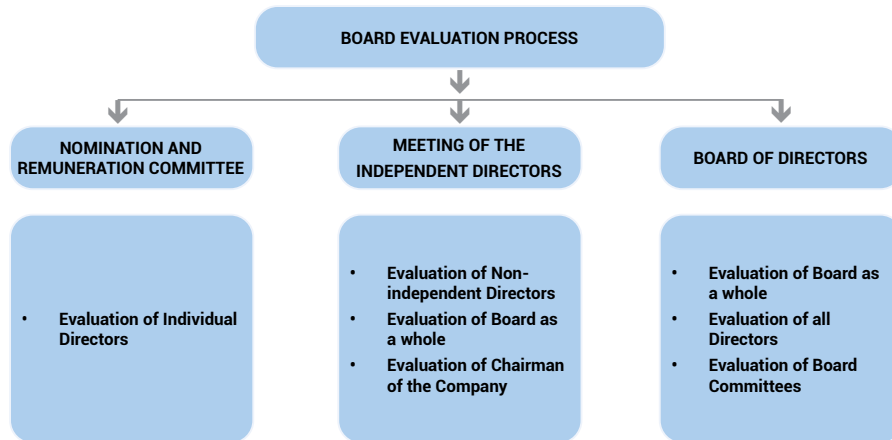 BOARD EVALUATION PROCESS
NOMINATION AND
REMUNERATION COMMITTEE
MEETING OF THE
INDEPENDENT DIRECTORS
BOARD OF DIRECTORS
• Evaluation of Individual
Directors
• Evaluation of Non-
independent Directors
• Evaluation of Board as
a whole
• Evaluation of Chairman
of the Company
• Evaluation of Board as
a whole
• Evaluation of all
Directors
• Evaluation of Board
Committees